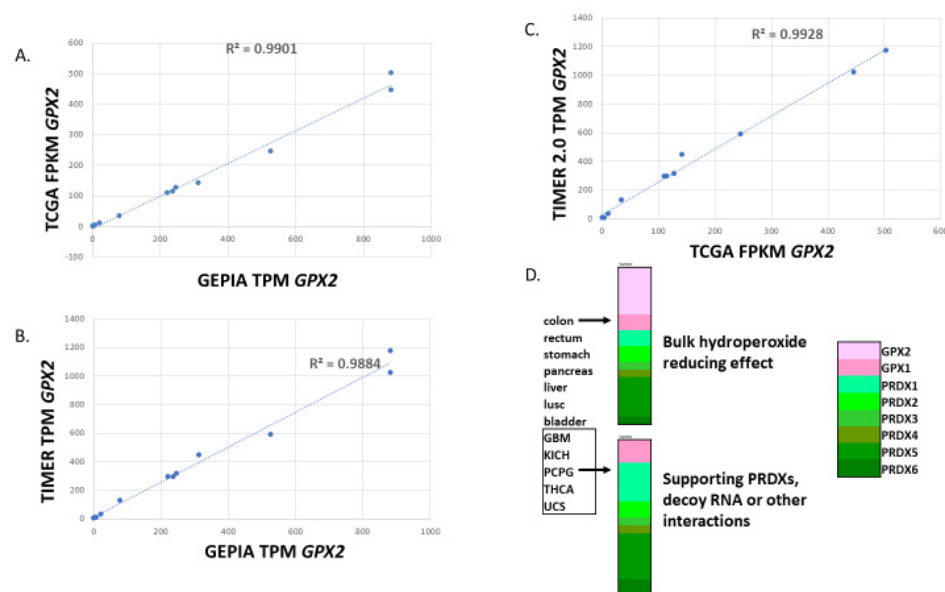 A.
R² = 0.9901
TCGA FPKM GPX2
600
500
400
300
200
100
0
-100
0
200
400
600
800
1000
GEPIA TPM GPX2
B.
R² = 0.9884
TIMER TPM GPX2
1400
1200
1000
800
600
400
200
0
0
200
400
600
800
1000
GEPIA TPM GPX2
C.
R² = 0.9928
TIMER 2.0 TPM GPX2
1400
1200
1000
800
600
400
200
0
0
100
200
300
400
500
600
TCGA FPKM GPX2
D.
colon
rectum
stomach
pancreas
liver
lusc
bladder
GBM
KICH
PCPG
THCA
UCS
Bulk hydroperoxide
reducing effect
Supporting PRDXs,
decoy RNA or other
interactions
GPX2
GPX1
PRDX1
PRDX2
PRDX3
PRDX4
PRDX5
PRDX6